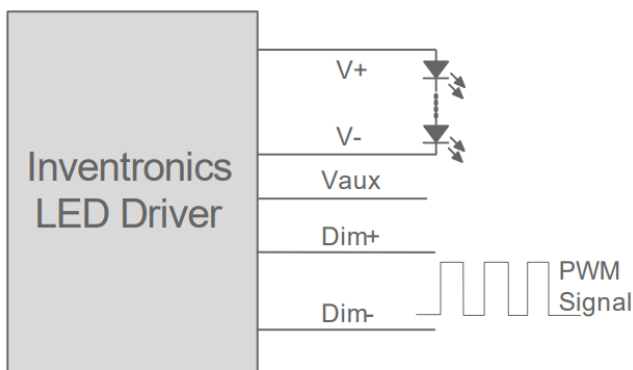 Inventronics
LED Driver
V+
V-
Vaux
Dim+
Dim-
PWM
Signal